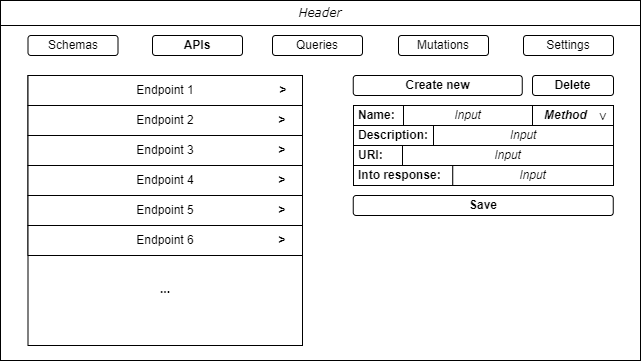 Header
Schemas APIs Queries Mutations Settings
Endpoint 1 >
Endpoint 2 >
Endpoint 3 >
Endpoint 4 >
Endpoint 5 >
Endpoint 6 >
...
Create new Delete
Name: Input Method v
Description: Input
URI: Input
Into response: Input
Save